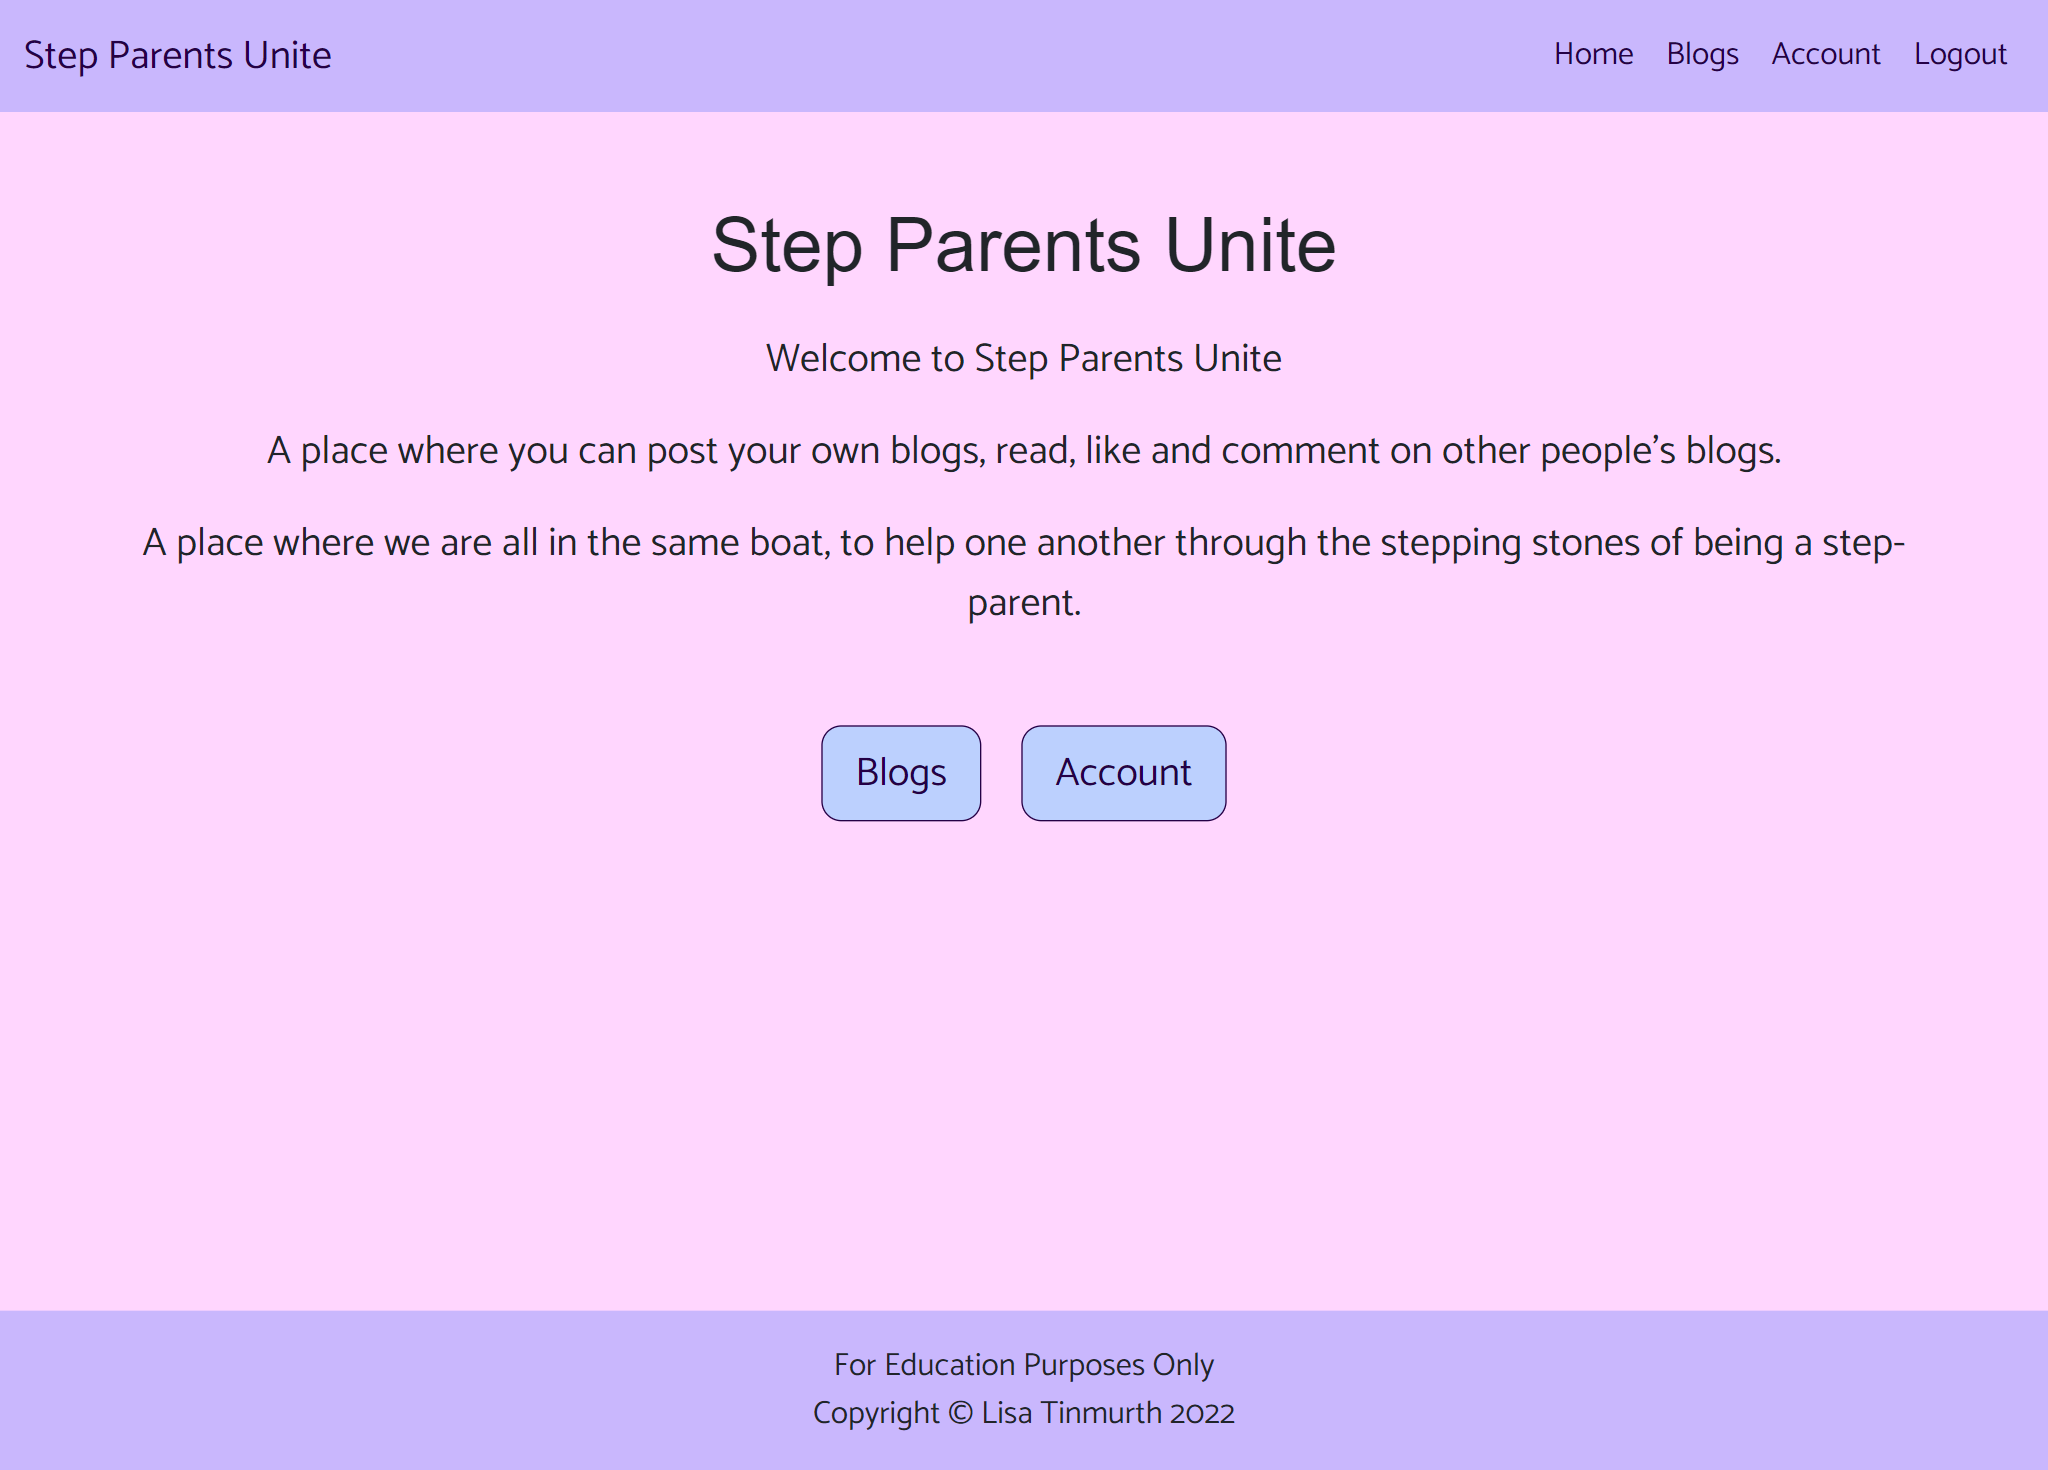 Step Parents Unite
Home Blogs Account Logout
Step Parents Unite
Welcome to Step Parents Unite
A place where you can post your own blogs, read, like and comment on other people's blogs.
A place where we are all in the same boat, to help one another through the stepping stones of being a step-
parent.
Blogs Account
For Education Purposes Only
Copyright © Lisa Tinmurth 2022